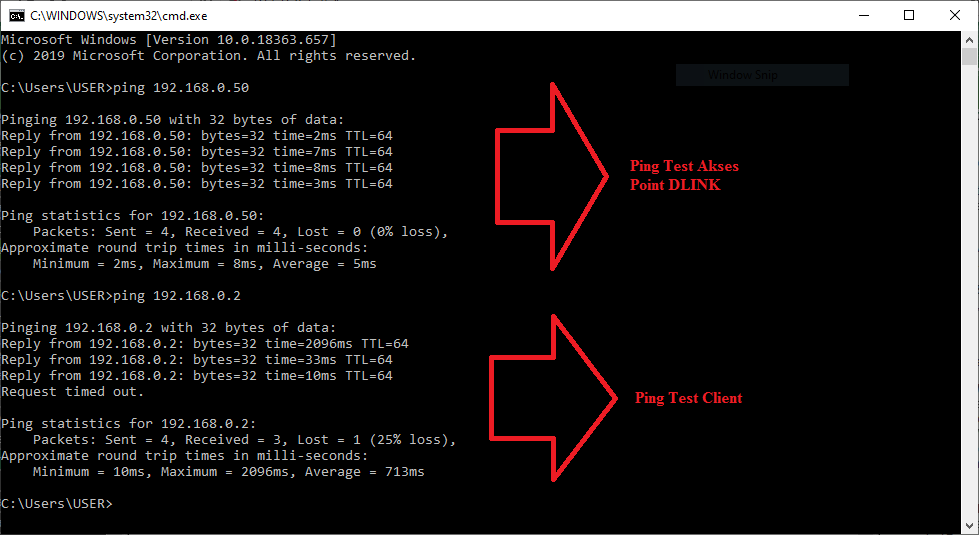 C:\WINDOWS\system32\cmd.exe
Microsoft Windows [Version 10.0.18363.657]
(c) 2019 Microsoft Corporation. All rights reserved.
Window Snip
C:\Users\USER>ping 192.168.0.50
Pinging 192.168.0.50 with 32 bytes of data:
Reply from 192.168.0.50: bytes=32 time=2ms TTL=64
Reply from 192.168.0.50: bytes=32 time=7ms TTL=64
Reply from 192.168.0.50: bytes=32 time=8ms TTL=64
Reply from 192.168.0.50: bytes=32 time=3ms TTL=64
Ping Test Akses
Point DLINK
Ping statistics for 192.168.0.50:
    Packets: Sent = 4, Received = 4, Lost = 0 (0% loss),
Approximate round trip times in milli-seconds:
    Minimum = 2ms, Maximum = 8ms, Average = 5ms
C:\Users\USER>ping 192.168.0.2
Pinging 192.168.0.2 with 32 bytes of data:
Reply from 192.168.0.2: bytes=32 time=2096ms TTL=64
Reply from 192.168.0.2: bytes=32 time=33ms TTL=64
Reply from 192.168.0.2: bytes=32 time=10ms TTL=64
Request timed out.
Ping Test Client
Ping statistics for 192.168.0.2:
    Packets: Sent = 4, Received = 3, Lost = 1 (25% loss),
Approximate round trip times in milli-seconds:
    Minimum = 10ms, Maximum = 2096ms, Average = 713ms
C:\Users\USER>